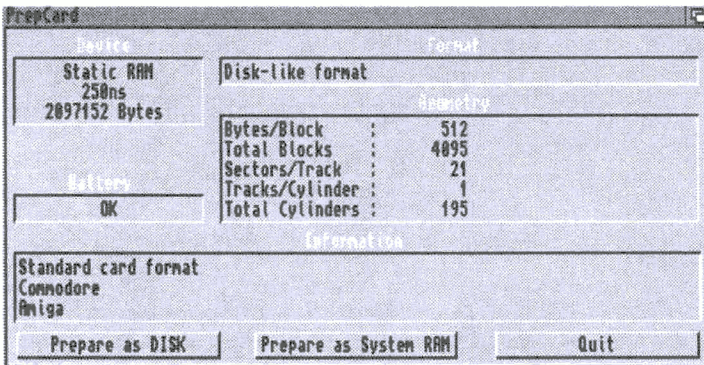 PrepCard
Device
Static RAM
250ns
2097152 Bytes
Battery
OK
Format
Disk-like format
Geometry
Bytes/Block : 512
Total Blocks : 4095
Sectors/Track : 21
Tracks/Cylinder : 1
Total Cylinders : 195
Information
Standard card format
Commodore
Amiga
Prepare as DISK
Prepare as System RAM
Quit